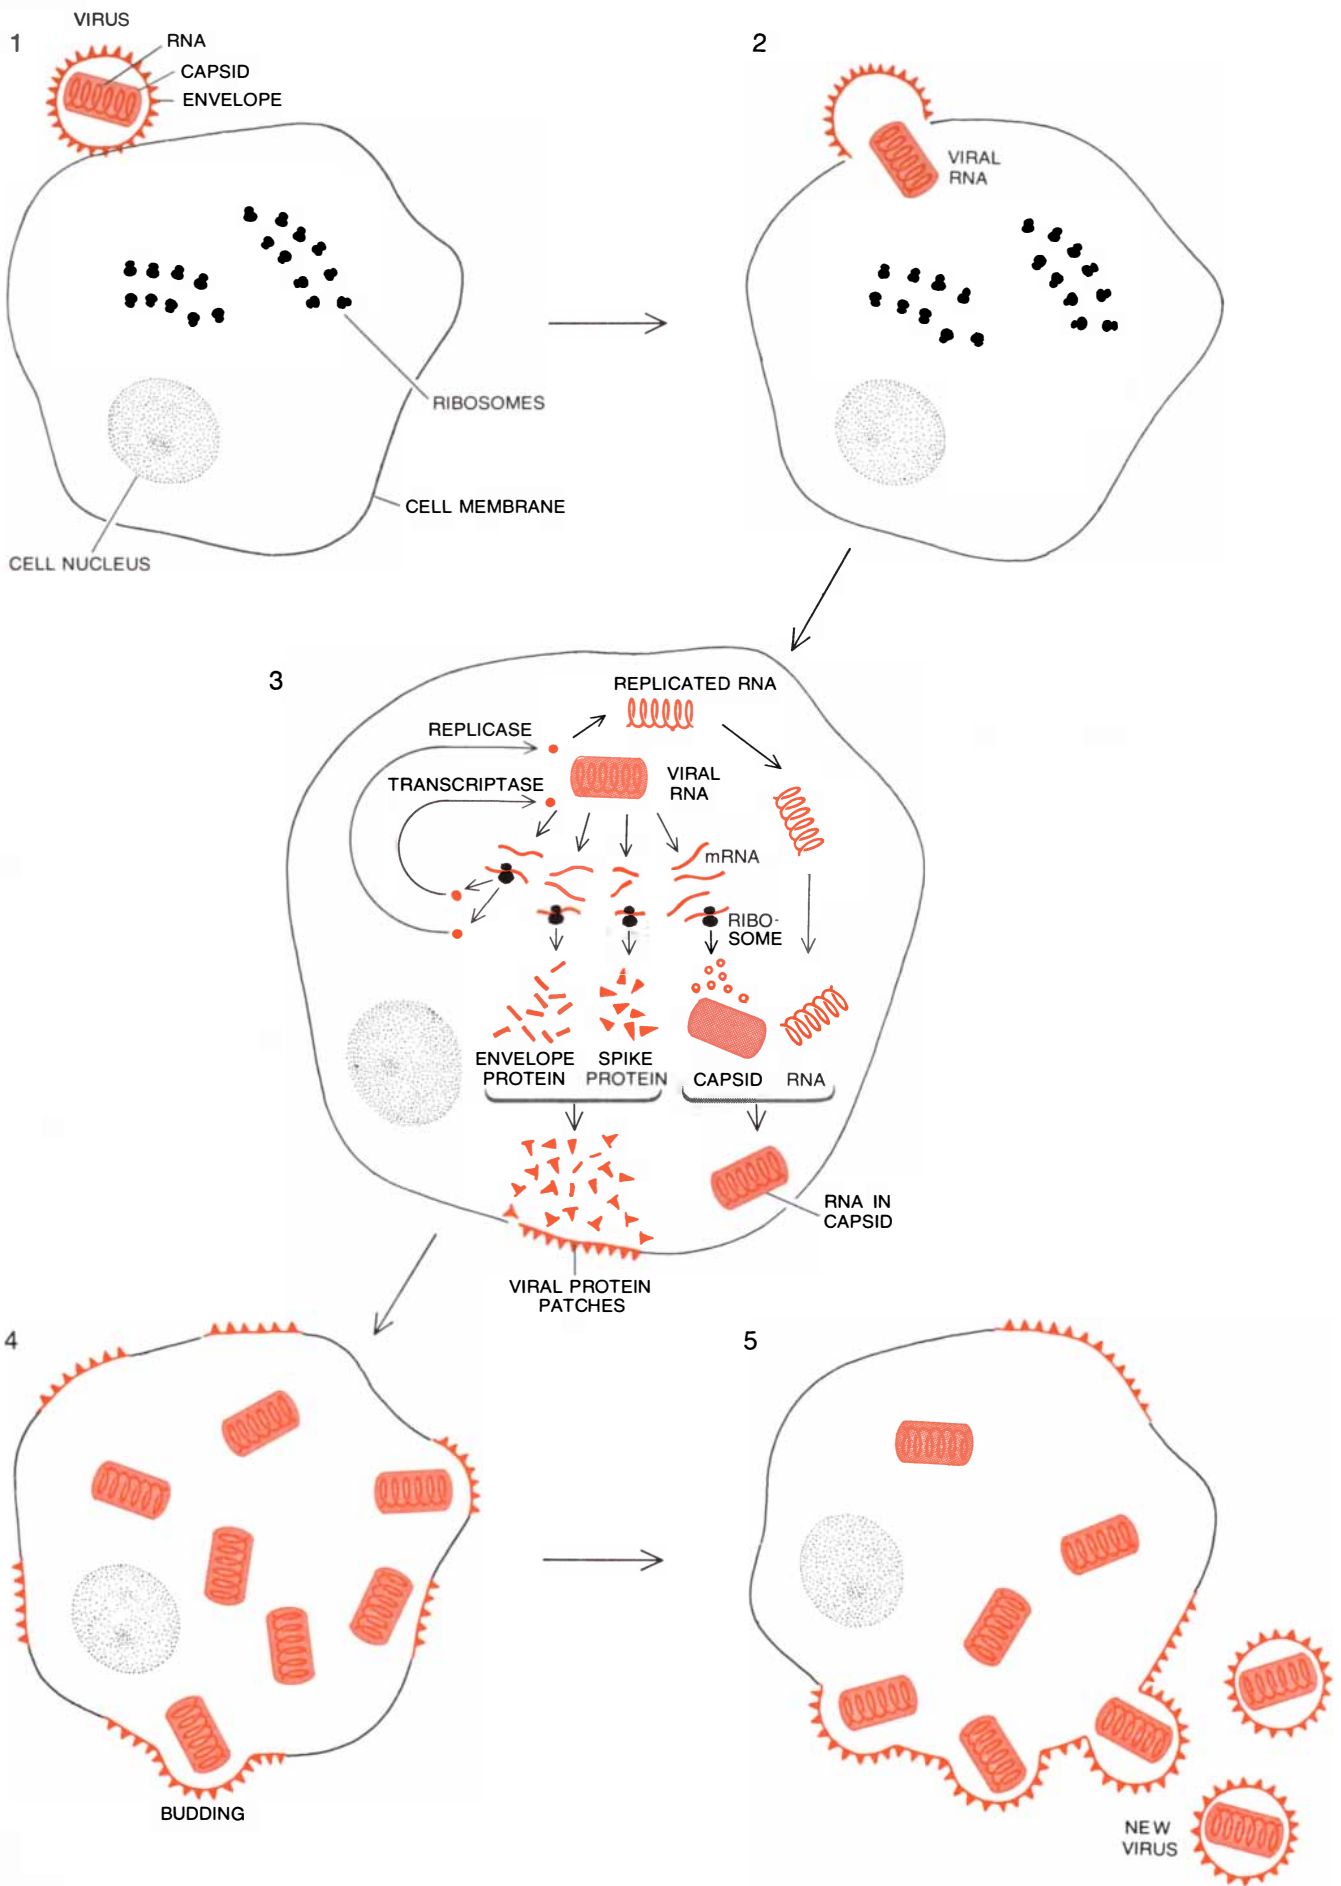 1
VIRUS
RNA
CAPSID
ENVELOPE
RIBOSOMES
CELL MEMBRANE
CELL NUCLEUS
2
VIRAL
RNA
3
REPLICATED RNA
REPLICASE
TRANSCRIPTASE
VIRAL
RNA
mRNA
RIBO-
SOME
ENVELOPE
PROTEIN
SPIKE
PROTEIN
CAPSID
RNA
RNA IN
CAPSID
VIRAL PROTEIN
PATCHES
4
BUDDING
5
NEW
VIRUS